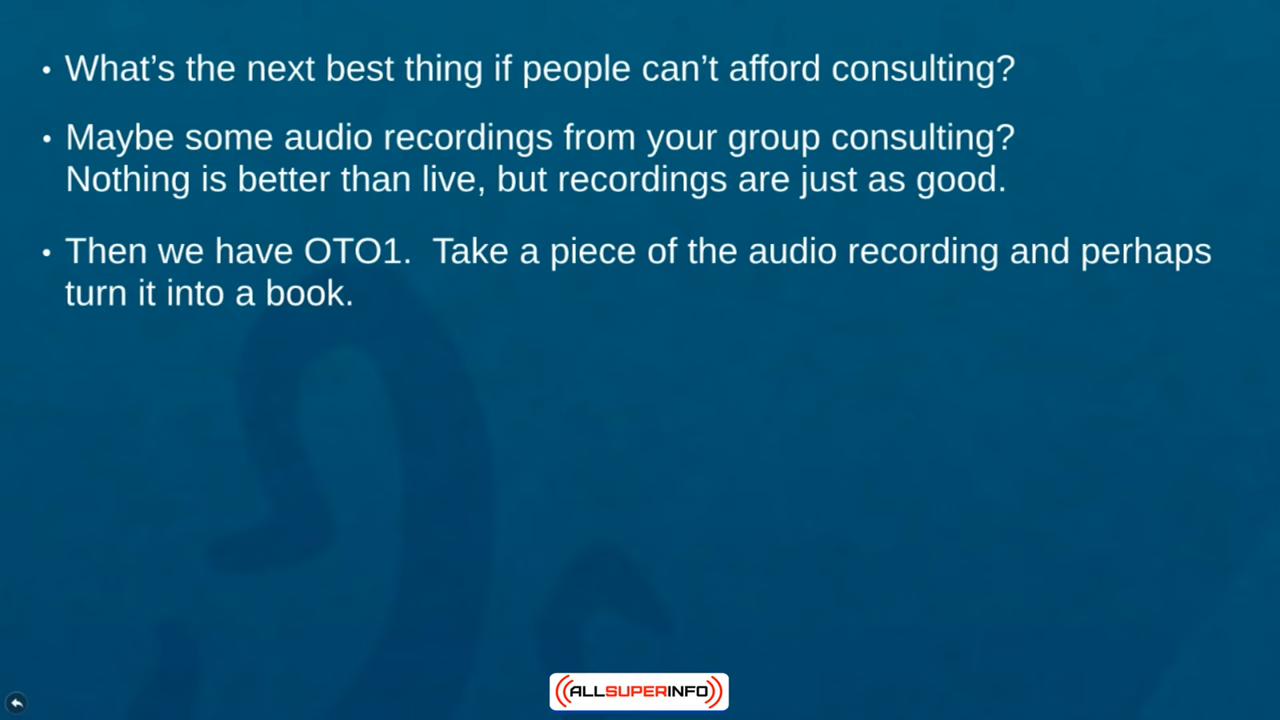 • What’s the next best thing if people can’t afford consulting?
• Maybe some audio recordings from your group consulting?
Nothing is better than live, but recordings are just as good.
• Then we have OTO1.  Take a piece of the audio recording and perhaps
turn it into a book.
ALLSUPERINFO